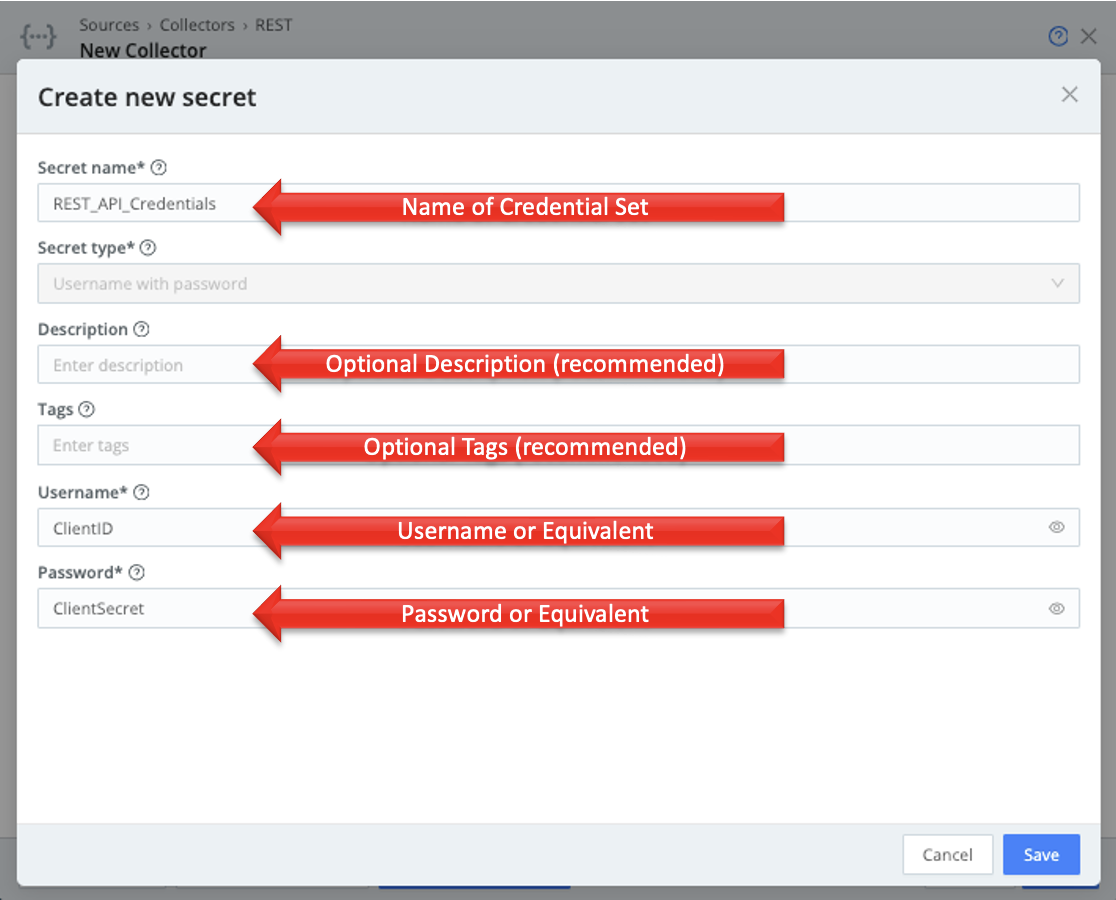 Sources › Collectors › REST
New Collector
Create new secret
Secret name*
REST_API_Credentials
Name of Credential Set
Secret type*
Username with password
Description
Enter description
Optional Description (recommended)
Tags
Enter tags
Optional Tags (recommended)
Username*
ClientID
Username or Equivalent
Password*
ClientSecret
Password or Equivalent
Cancel
Save